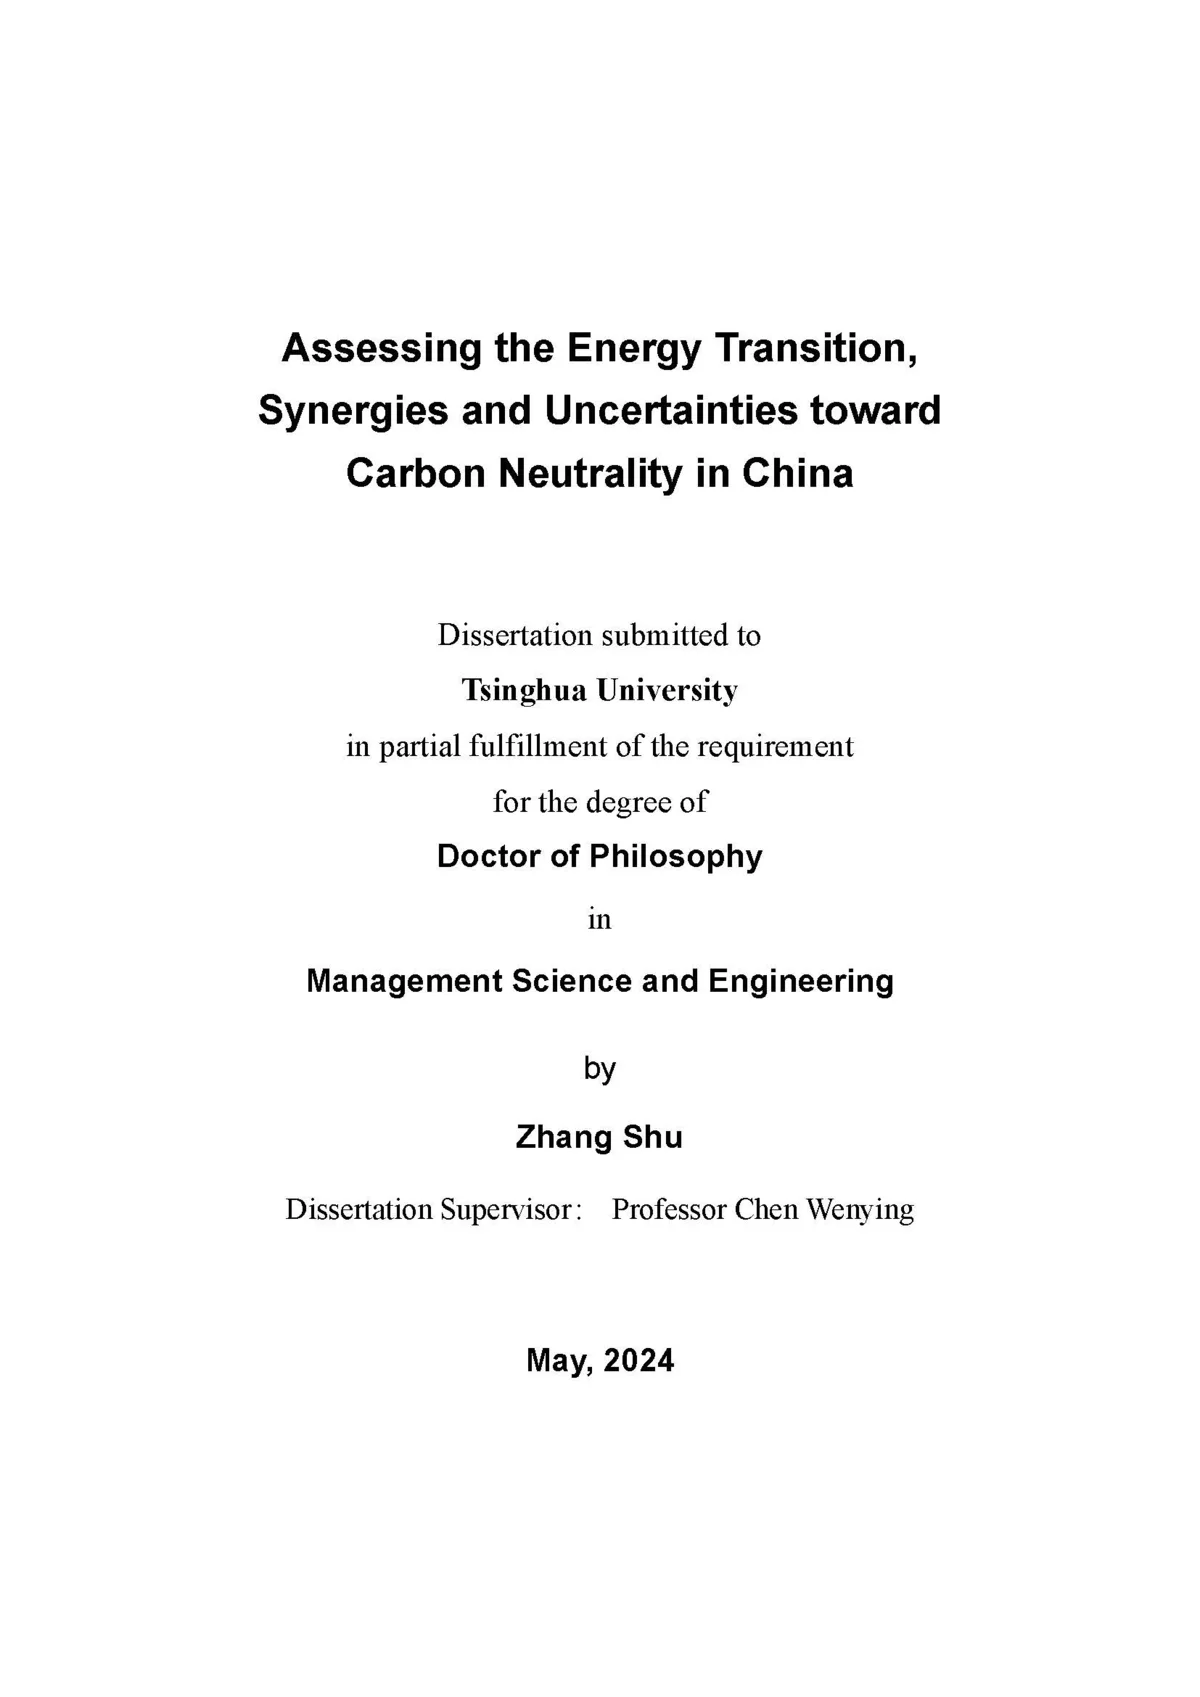 Assessing the Energy Transition,
Synergies and Uncertainties toward
Carbon Neutrality in China
Dissertation submitted to
Tsinghua University
in partial fulfillment of the requirement
for the degree of
Doctor of Philosophy
in
Management Science and Engineering
by
Zhang Shu
Dissertation Supervisor: Professor Chen Wenying
May, 2024